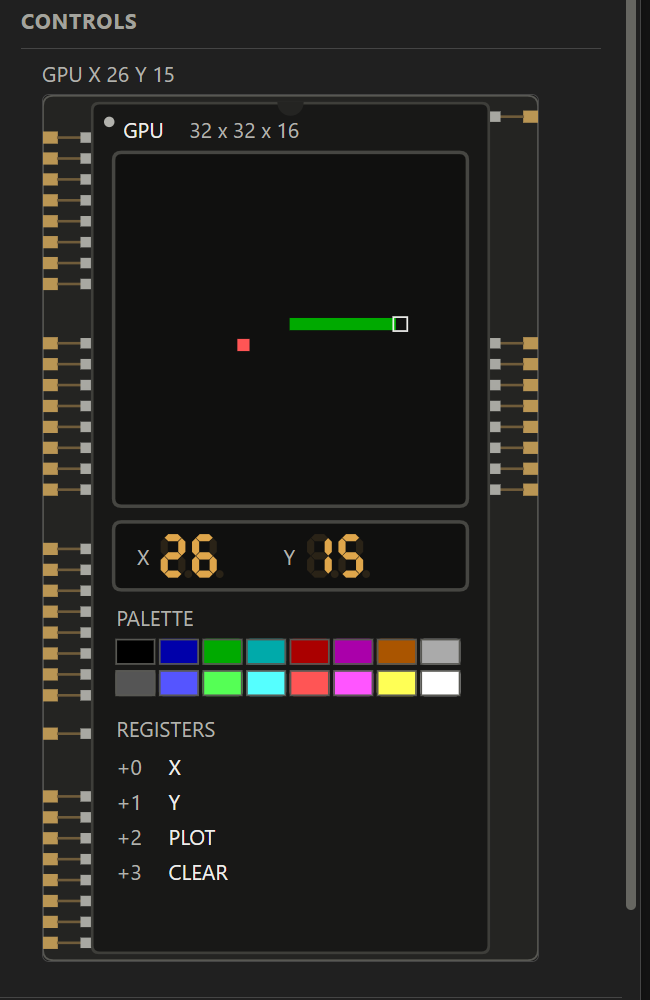 CONTROLS
GPU X 26 Y 15
GPU 32 x 32 x 16
X 26 Y 15
PALETTE
REGISTERS
+0 X
+1 Y
+2 PLOT
+3 CLEAR